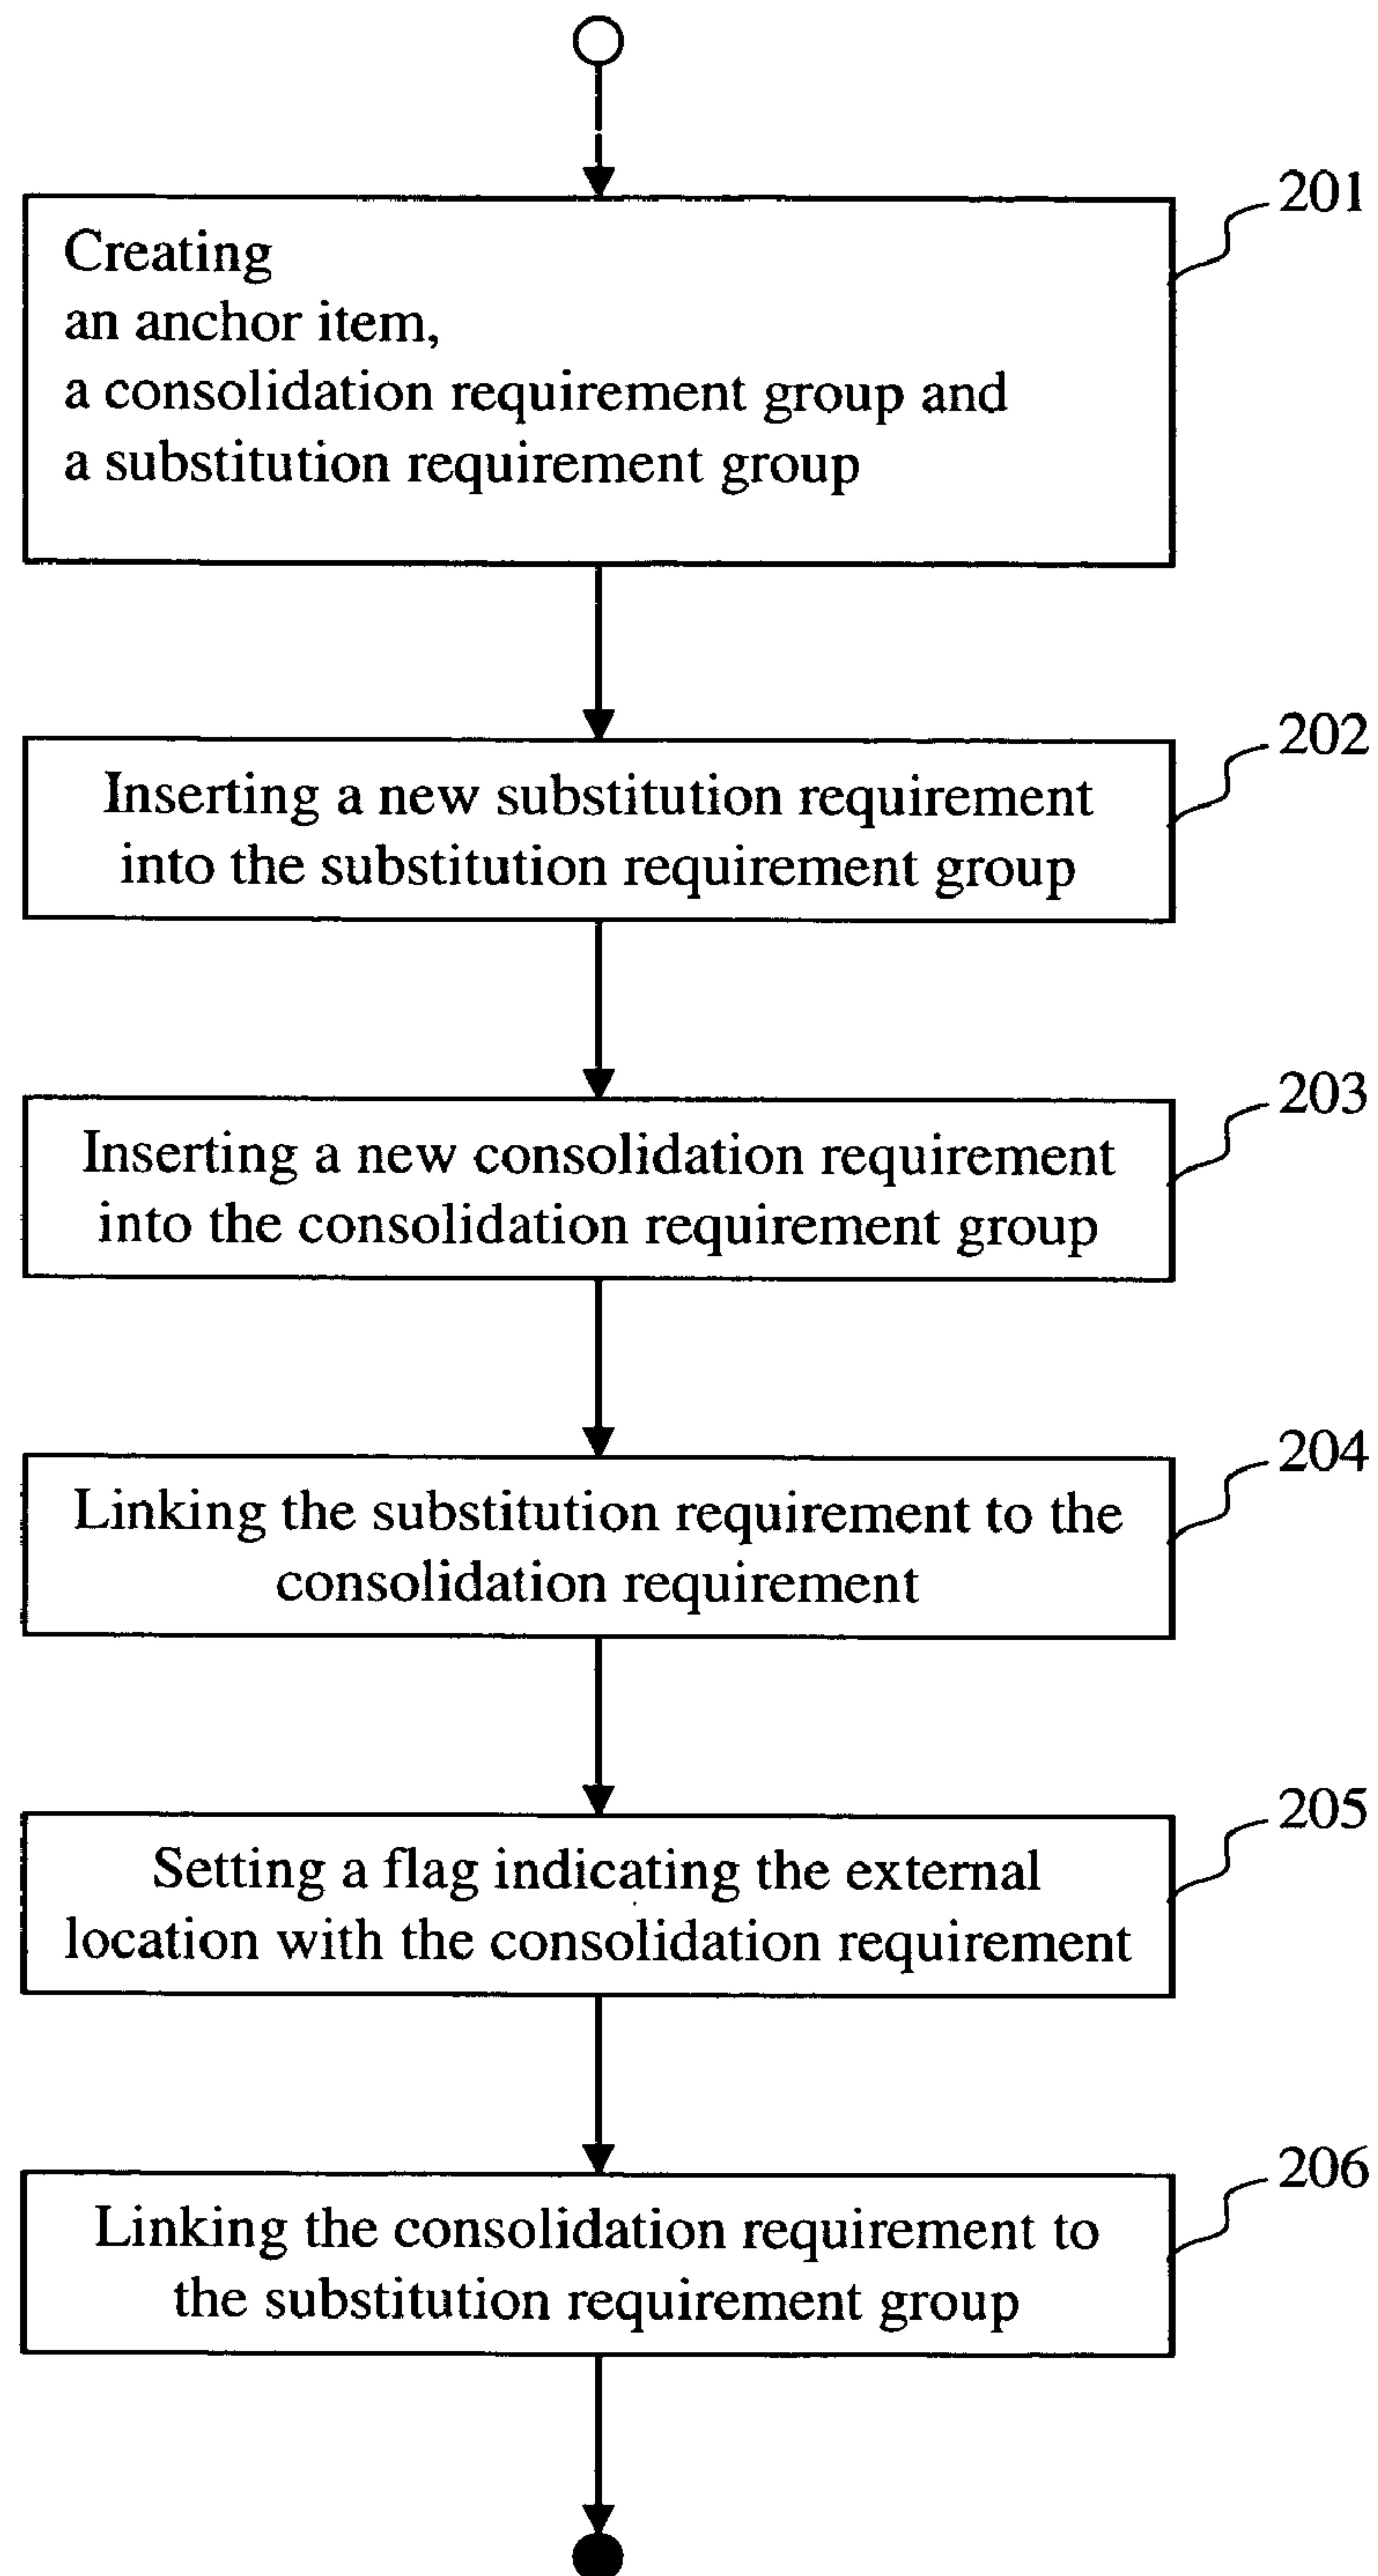 201
Creating
an anchor item,
a consolidation requirement group and
a substitution requirement group
202
Inserting a new substitution requirement
into the substitution requirement group
203
Inserting a new consolidation requirement
into the consolidation requirement group
204
Linking the substitution requirement to the
consolidation requirement
205
Setting a flag indicating the external
location with the consolidation requirement
206
Linking the consolidation requirement to
the substitution requirement group